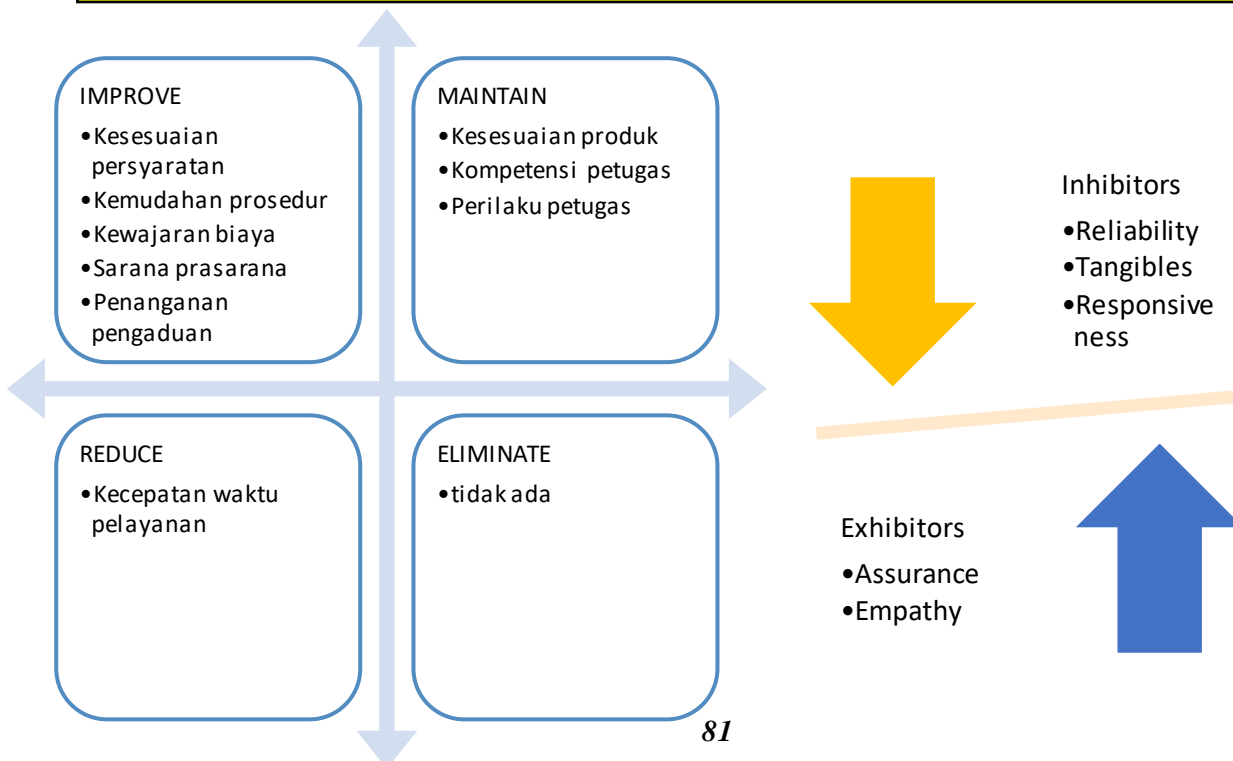 IMPROVE
•Kesesuaian
persyaratan
•Kemudahan prosedur
•Kewajaran biaya
•Sarana prasarana
•Penanganan
pengaduan
MAINTAIN
•Kesesuaian produk
•Kompetensi petugas
•Perilaku petugas
REDUCE
•Kecepatan waktu
pelayanan
ELIMINATE
•tidak ada
Inhibitors
•Reliability
•Tangibles
•Responsive
ness
Exhibitors
•Assurance
•Empathy
81